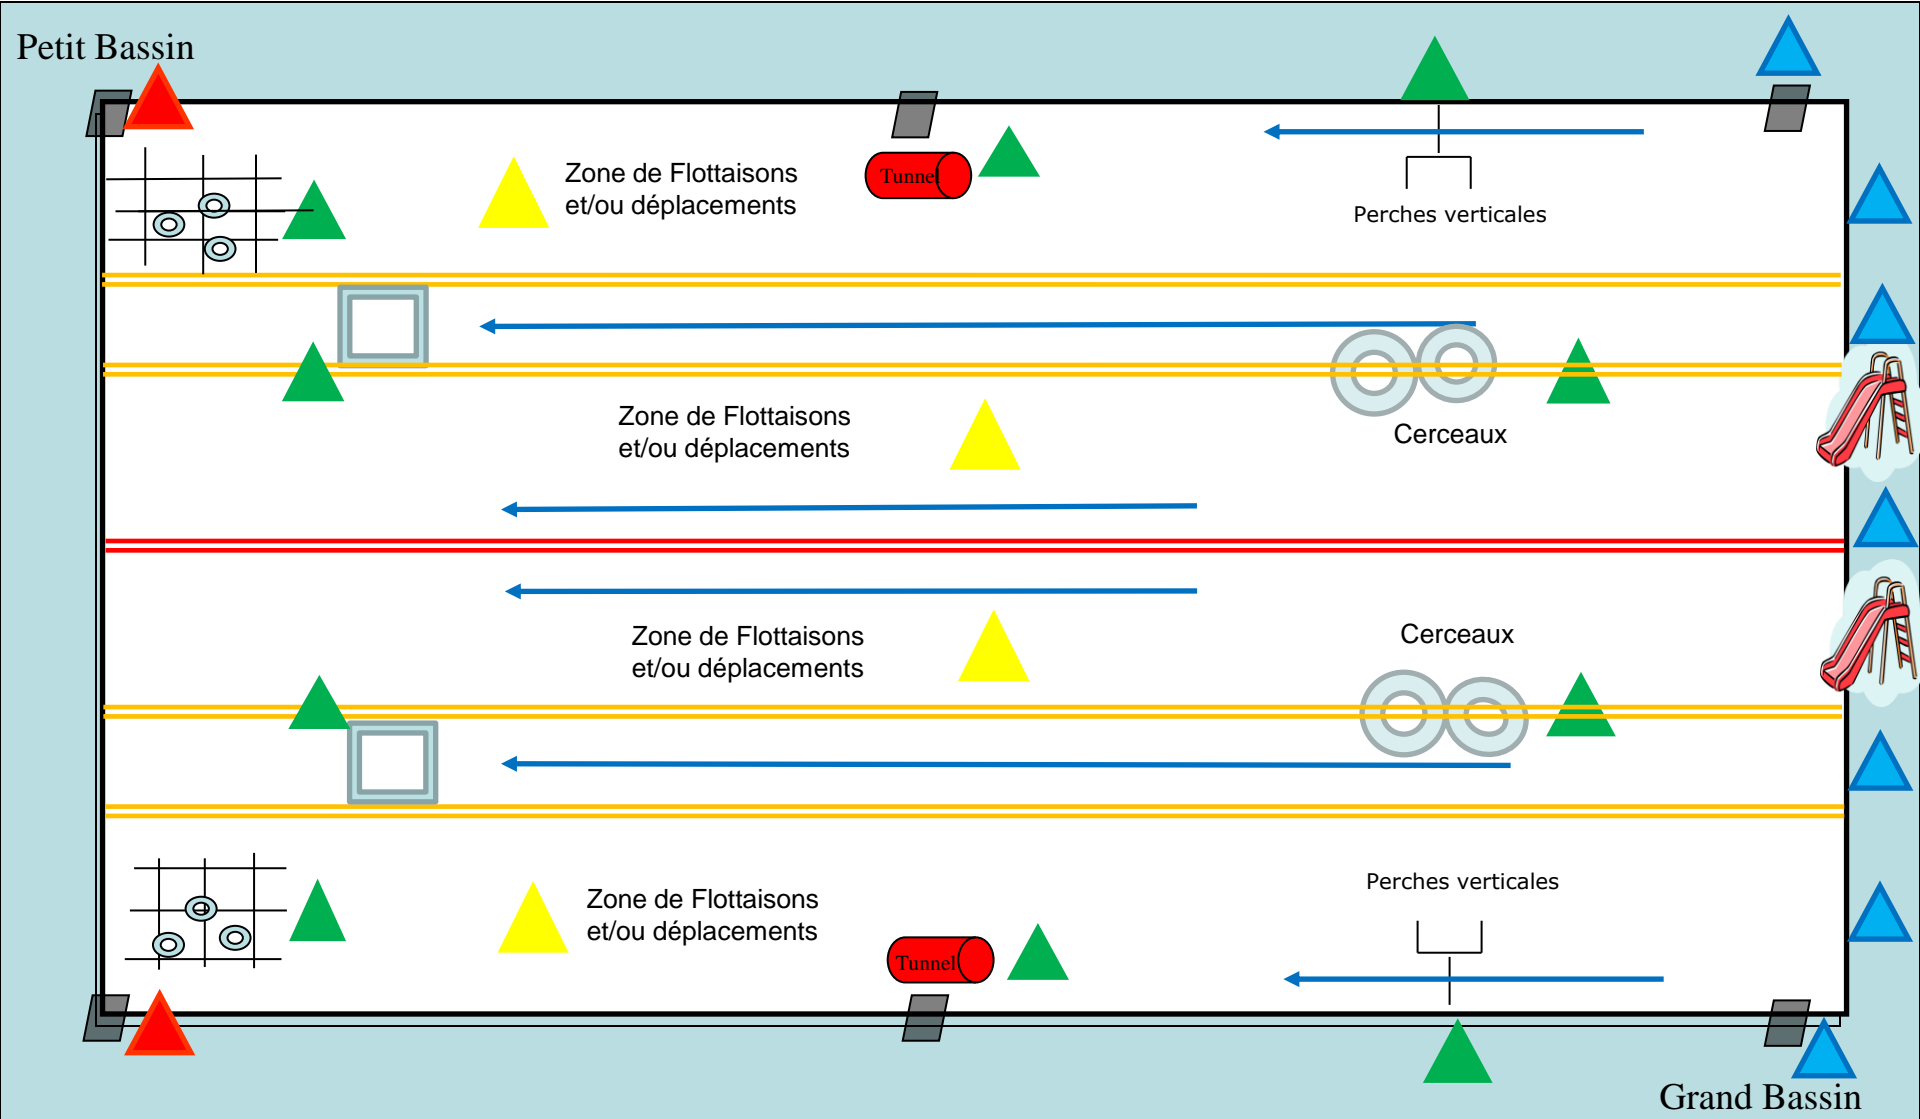 Petit Bassin
Zone de Flottaisons
et/ou déplacements
Tunnel
Perches verticales
Zone de Flottaisons
et/ou déplacements
Cerceaux
Zone de Flottaisons
et/ou déplacements
Cerceaux
Zone de Flottaisons
et/ou déplacements
Tunnel
Perches verticales
Grand Bassin